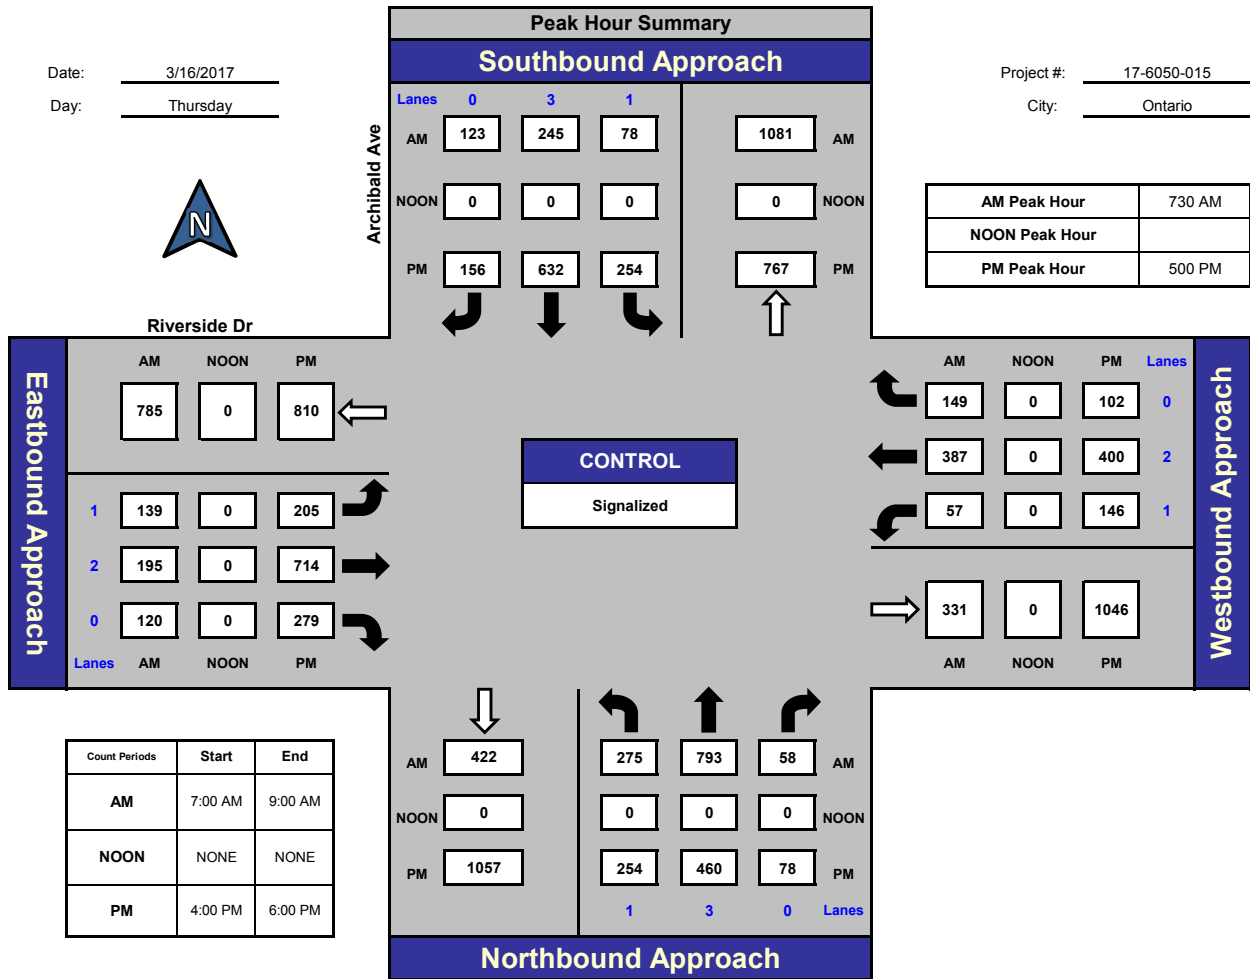 Peak Hour Summary
Southbound Approach
Date: 3/16/2017
Day: Thursday
Project #: 17-6050-015
City: Ontario
N
Archibald Ave
Lanes 0 3 1
AM 123 245 78 1081 AM
NOON 0 0 0 0 NOON
PM 156 632 254 767 PM
AM Peak Hour 730 AM
NOON Peak Hour
PM Peak Hour 500 PM
Riverside Dr
Eastbound Approach
AM NOON PM
785 0 810
1 139 0 205
2 195 0 714
0 120 0 279
Lanes AM NOON PM
CONTROL
Signalized
AM NOON PM Lanes
149 0 102 0
387 0 400 2
57 0 146 1
331 0 1046
AM NOON PM
Westbound Approach
Count Periods Start End
AM 7:00 AM 9:00 AM
NOON NONE NONE
PM 4:00 PM 6:00 PM
AM 422 275 793 58 AM
NOON 0 0 0 0 NOON
PM 1057 254 460 78 PM
1 3 0 Lanes
Northbound Approach